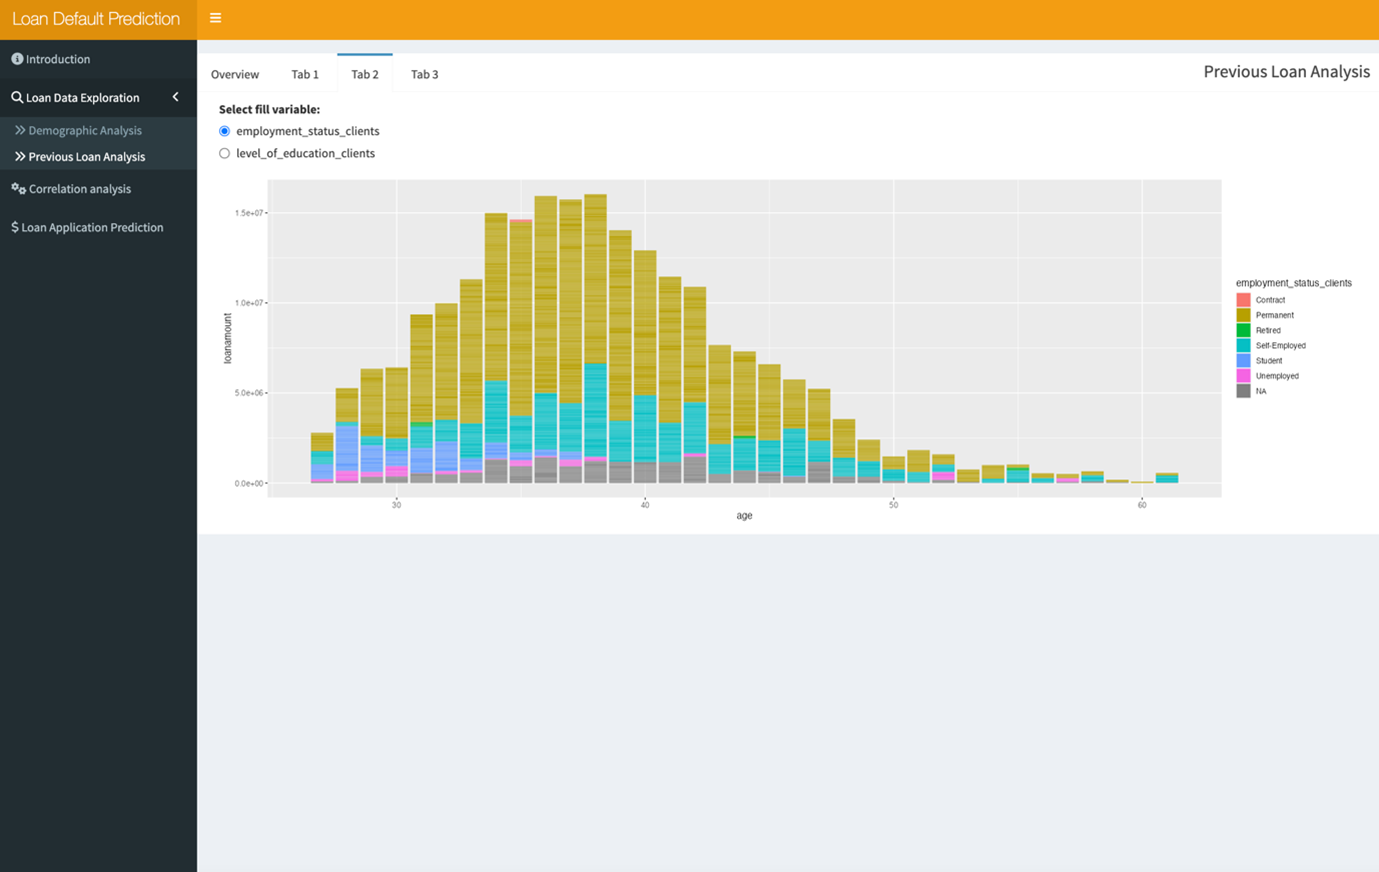 Loan Default Prediction
Introduction
Loan Data Exploration
Demographic Analysis
Previous Loan Analysis
Correlation analysis
$ Loan Application Prediction
Overview Tab 1 Tab 2 Tab 3 Previous Loan Analysis
Select fill variable:
employment_status_clients
level_of_education_clients
1.5e+07
1.0e+07
5.0e+06
0.0e+00
loanamount
30 40 50 60
age
employment_status_clients
Contract
Permanent
Retired
Self-Employed
Student
Unemployed
NA